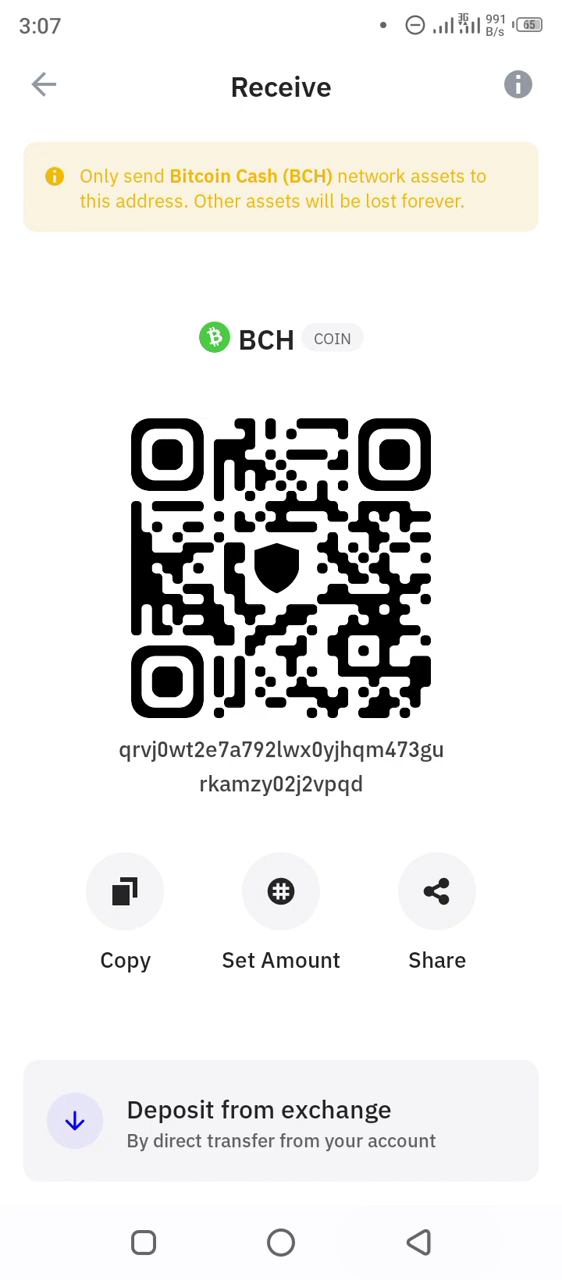 3:07
3G
991
B/s
65
Receive
Only send Bitcoin Cash (BCH) network assets to
this address. Other assets will be lost forever.
BCH COIN
qrvj0wt2e7a792lwx0yjhqm473gu
rkamzy02j2vpqd
Copy
Set Amount
Share
Deposit from exchange
By direct transfer from your account